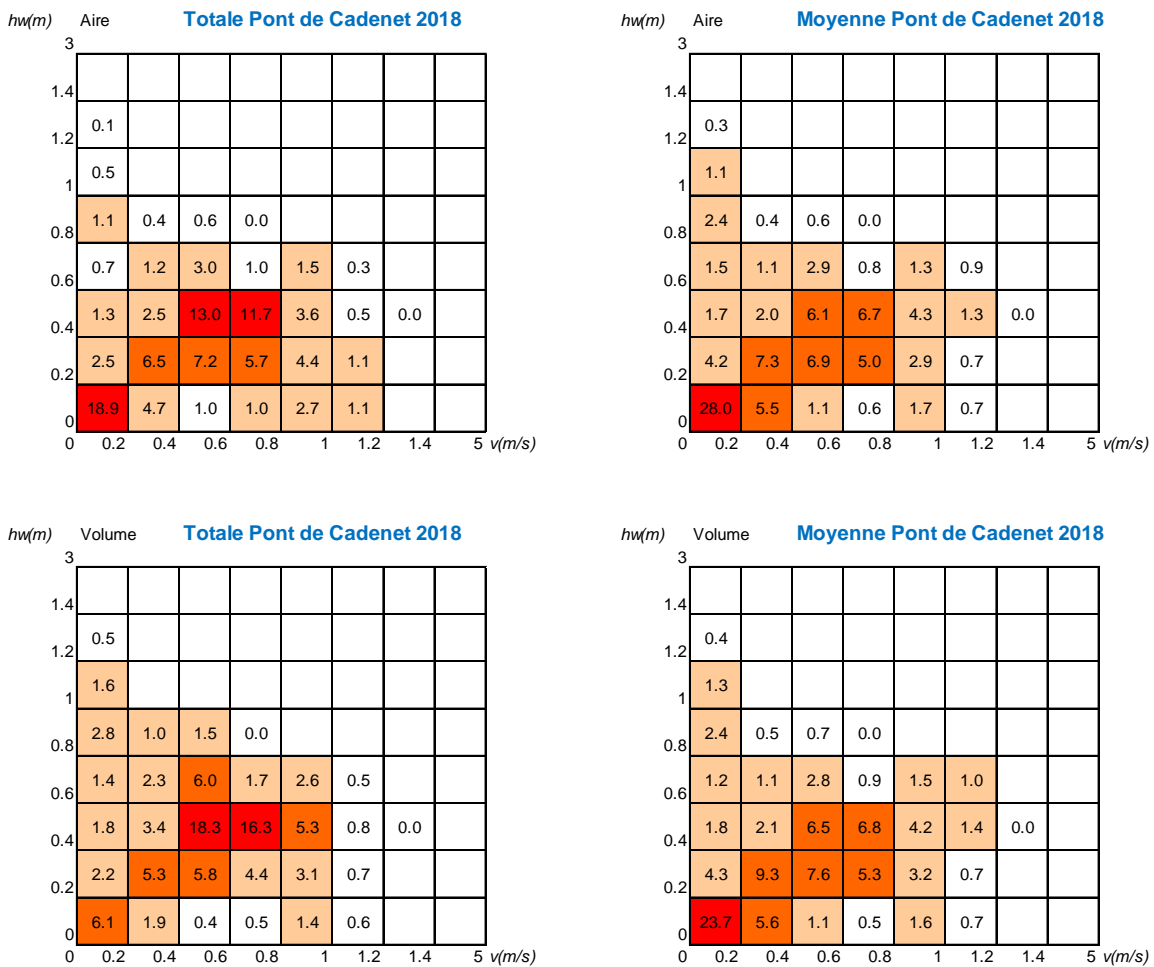 hw(m) Aire Totale Pont de Cadenet 2018
3
1.4
0.1
1.2
0.5
1
1.1 0.4 0.6 0.0
0.8
0.7 1.2 3.0 1.0 1.5 0.3
0.6
1.3 2.5 13.0 11.7 3.6 0.5 0.0
0.4
2.5 6.5 7.2 5.7 4.4 1.1
0.2
18.9 4.7 1.0 1.0 2.7 1.1
0
0 0.2 0.4 0.6 0.8 1 1.2 1.4 5 v(m/s)
hw(m) Aire Moyenne Pont de Cadenet 2018
3
1.4
0.3
1.2
1.1
1
2.4 0.4 0.6 0.0
0.8
1.5 1.1 2.9 0.8 1.3 0.9
0.6
1.7 2.0 6.1 6.7 4.3 1.3 0.0
0.4
4.2 7.3 6.9 5.0 2.9 0.7
0.2
28.0 5.5 1.1 0.6 1.7 0.7
0
0 0.2 0.4 0.6 0.8 1 1.2 1.4 5 v(m/s)
hw(m) Volume Totale Pont de Cadenet 2018
3
1.4
0.5
1.2
1.6
1
2.8 1.0 1.5 0.0
0.8
1.4 2.3 6.0 1.7 2.6 0.5
0.6
1.8 3.4 18.3 16.3 5.3 0.8 0.0
0.4
2.2 5.3 5.8 4.4 3.1 0.7
0.2
6.1 1.9 0.4 0.5 1.4 0.6
0
0 0.2 0.4 0.6 0.8 1 1.2 1.4 5 v(m/s)
hw(m) Volume Moyenne Pont de Cadenet 2018
3
1.4
0.4
1.2
1.3
1
2.4 0.5 0.7 0.0
0.8
1.2 1.1 2.8 0.9 1.5 1.0
0.6
1.8 2.1 6.5 6.8 4.2 1.4 0.0
0.4
4.3 9.3 7.6 5.3 3.2 0.7
0.2
23.7 5.6 1.1 0.5 1.6 0.7
0
0 0.2 0.4 0.6 0.8 1 1.2 1.4 5 v(m/s)